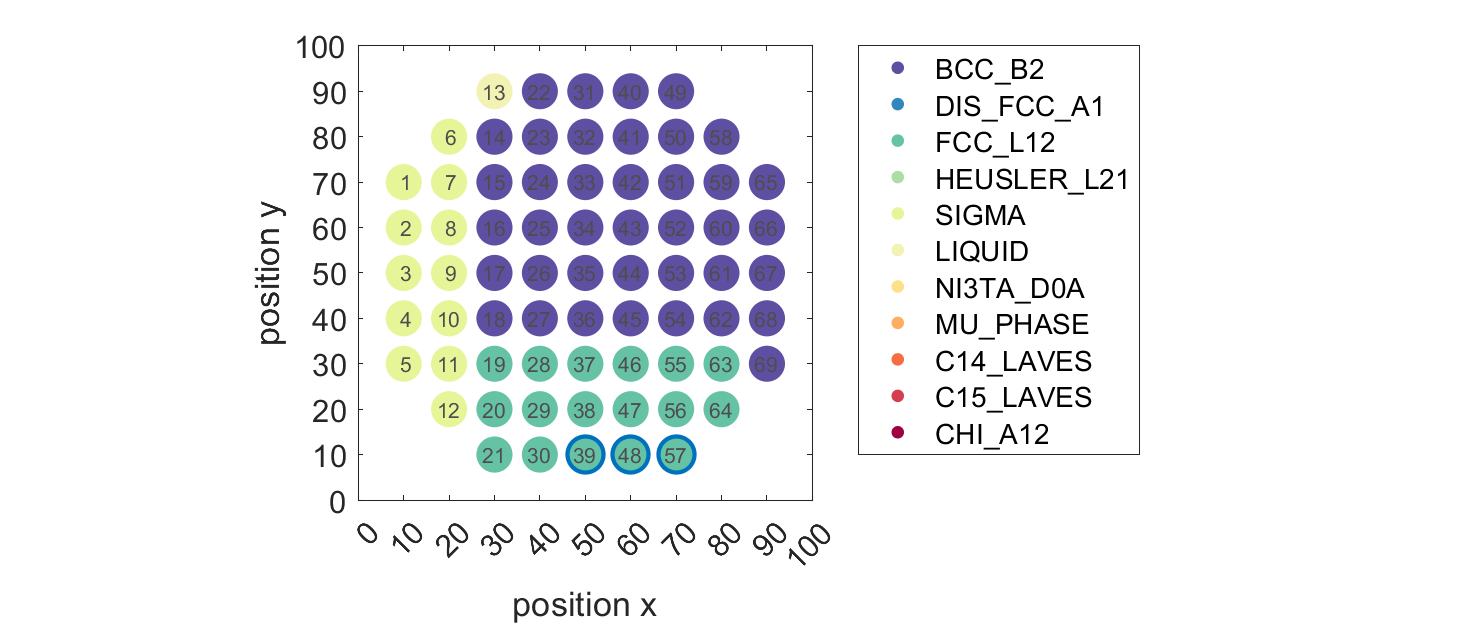 100
90
80
70
60
50
40
30
20
10
0
position y
13 22 31 40 49
6 14 23 32 41 50 58
1 7 15 24 33 42 51 59 65
2 8 16 25 34 43 52 60 66
3 9 17 26 35 44 53 61 67
4 10 18 27 36 45 54 62 68
5 11 19 28 37 46 55 63 69
12 20 29 38 47 56 64
21 30 39 48 57
0 10 20 30 40 50 60 70 80 90 100
position x
BCC_B2
DIS_FCC_A1
FCC_L12
HEUSLER_L21
SIGMA
LIQUID
NI3TA_D0A
MU_PHASE
C14_LAVES
C15_LAVES
CHI_A12